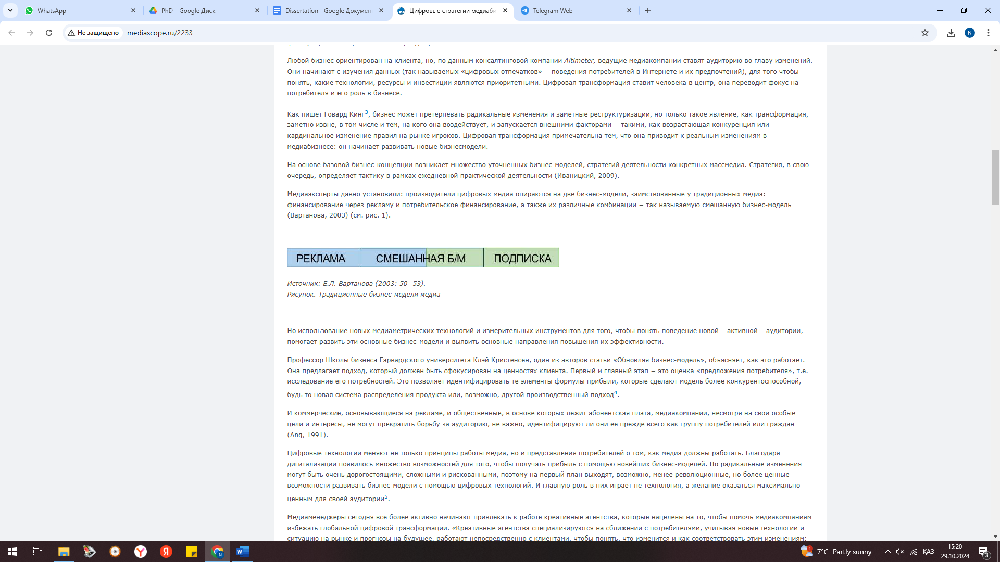 WhatsApp
PhD – Google Диск
Dissertation - Google Докумен
Цифровые стратегии медиаби
Telegram Web
Не защищено
mediascope.ru/2233
N
Любой бизнес ориентирован на клиента, но, по данным консалтинговой компании Altimeter, ведущие медиакомпании ставят аудиторию во главу изменений.
Они начинают с изучения данных (так называемых «цифровых отпечатков» − поведения потребителей в Интернете и их предпочтений), для того чтобы
понять, какие технологии, ресурсы и инвестиции являются приоритетными. Цифровая трансформация ставит человека в центр, она переводит фокус на
потребителя и его роль в бизнесе.
Как пишет Говард Кинг3, бизнес может претерпевать радикальные изменения и заметные реструктуризации, но только такое явление, как трансформация,
заметно извне, в том числе и тем, на кого она воздействует, и запускается внешними факторами − такими, как возрастающая конкуренция или
кардинальное изменение правил на рынке игроков. Цифровая трансформация примечательна тем, что она приводит к реальным изменениям в
медиабизнесе: он начинает развивать новые бизнесмодели.
На основе базовой бизнес-концепции возникает множество уточненных бизнес-моделей, стратегий деятельности конкретных массмедиа. Стратегия, в свою
очередь, определяет тактику в рамках ежедневной практической деятельности (Иваницкий, 2009).
Медиаэксперты давно установили: производители цифровых медиа опираются на две бизнес-модели, заимствованные у традиционных медиа:
финансирование через рекламу и потребительское финансирование, а также их различные комбинации − так называемую смешанную бизнес-модель
(Вартанова, 2003) (см. рис. 1).
РЕКЛАМА СМЕШАННАЯ Б/М ПОДПИСКА
Источник: Е.Л. Вартанова (2003: 50−53).
Рисунок. Традиционные бизнес-модели медиа
Но использование новых медиаметрических технологий и измерительных инструментов для того, чтобы понять поведение новой – активной – аудитории,
помогает развить эти основные бизнес-модели и выявить основные направления повышения их эффективности.
Профессор Школы бизнеса Гарвардского университета Клэй Кристенсен, один из авторов статьи «Обновляя бизнес-модель», объясняет, как это работает.
Она предлагает подход, который должен быть сфокусирован на ценностях клиента. Первый и главный этап − это оценка «предложения потребителя», т.е.
исследование его потребностей. Это позволяет идентифицировать те элементы формулы прибыли, которые сделают модель более конкурентоспособной,
будь то новая система распределения продукта или, возможно, другой производственный подход4.
И коммерческие, основывающиеся на рекламе, и общественные, в основе которых лежит абонентская плата, медиакомпании, несмотря на свои особые
цели и интересы, не могут прекратить борьбу за аудиторию, не важно, идентифицируют ли они ее прежде всего как группу потребителей или граждан
(Ang, 1991).
Цифровые технологии меняют не только принципы работы медиа, но и представления потребителей о том, как медиа должны работать. Благодаря
дигитализации появилось множество возможностей для того, чтобы получать прибыль с помощью новейших бизнес-моделей. Но радикальные изменения
могут быть очень дорогостоящими, сложными и рискованными, поэтому на первый план выходят, возможно, менее революционные, но более ценные
возможности развивать бизнес-модели с помощью цифровых технологий. И главную роль в них играет не технология, а желание оказаться максимально
ценным для своей аудитории5.
Медиаменеджеры сегодня все более активно начинают привлекать к работе креативные агентства, которые нацелены на то, чтобы помочь медиакомпаниям
избежать глобальной цифровой трансформации. «Креативные агентства специализируются на сближении с потребителями, учитывая новые технологии и
ситуацию на рынке и прогнозы на будущее, работают непосредственно с клиентами, чтобы понять, что изменится и как соответствовать этим изменениям;
1 7°C Partly sunny
ҚАЗ
15:20
29.10.2024
3